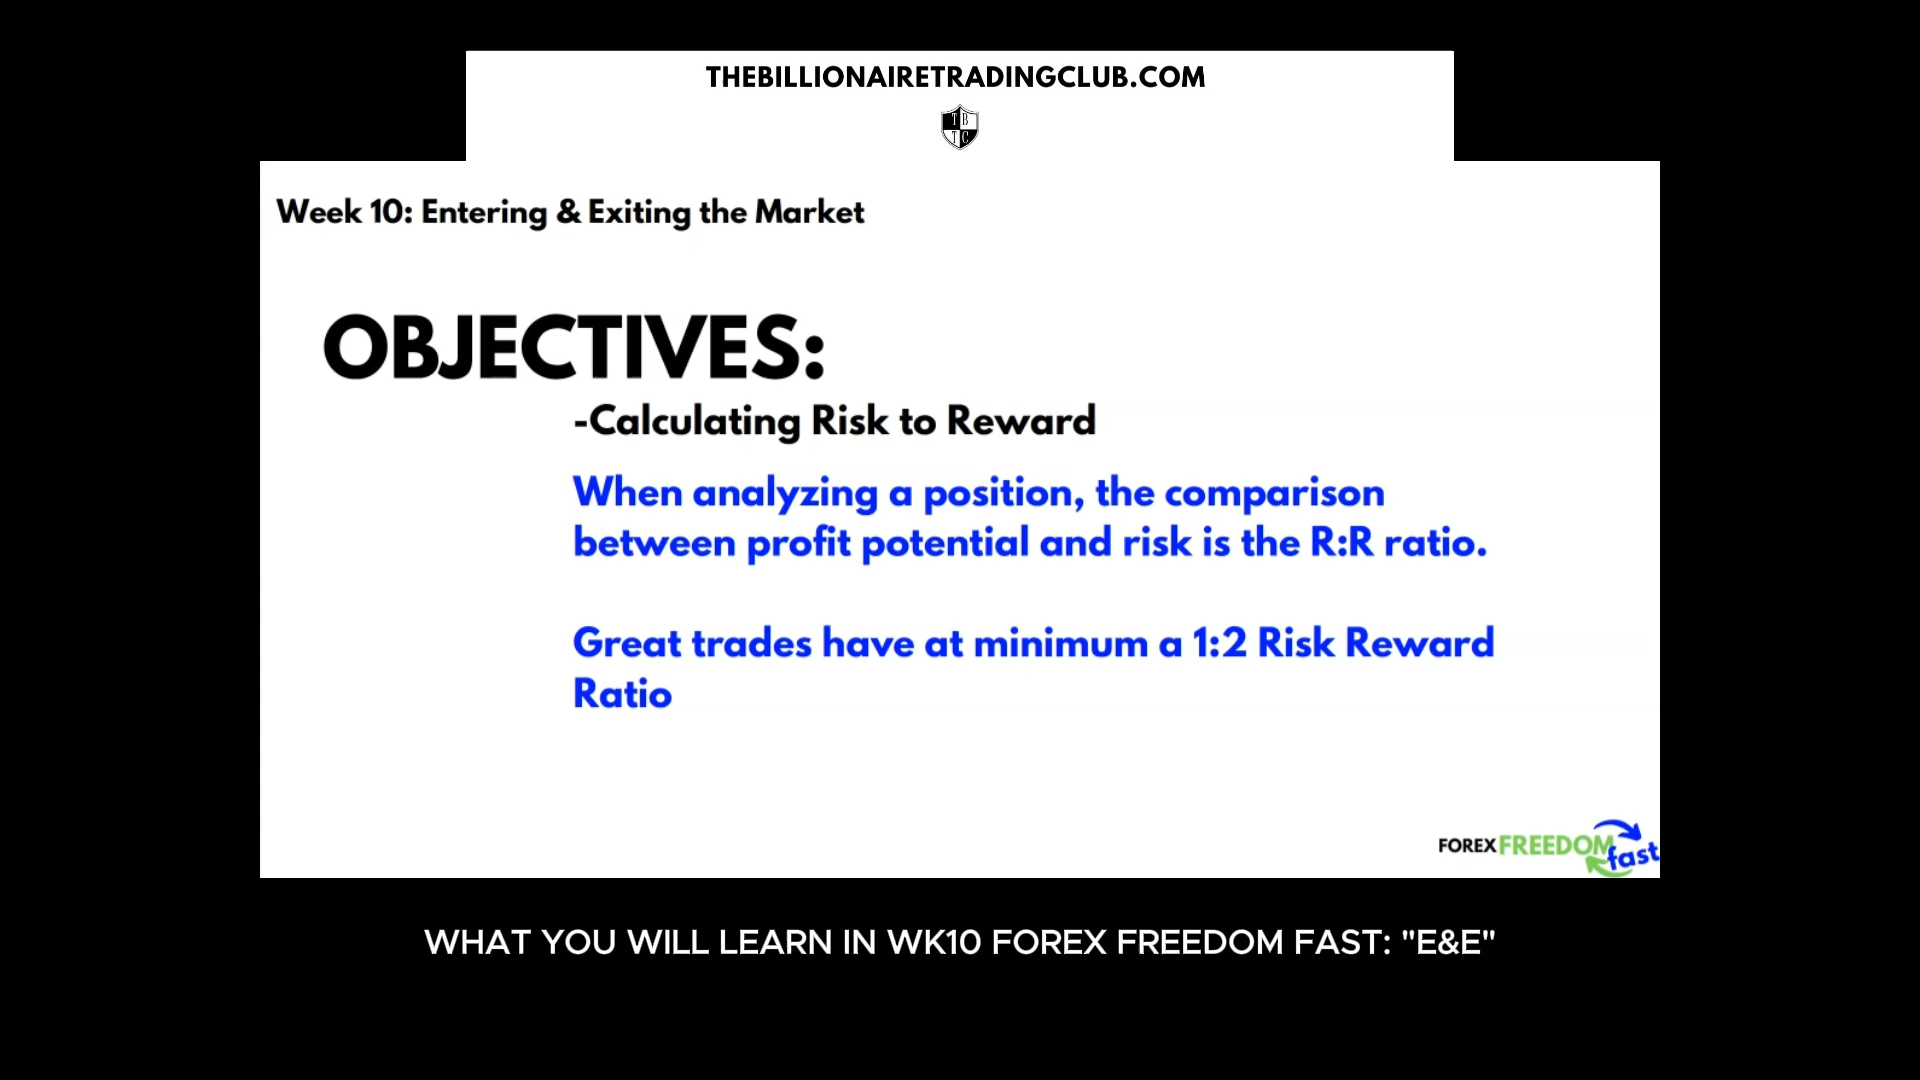 THEBILLIONAIRETRADINGCLUB.COM
T B
T C
Week 10: Entering & Exiting the Market
OBJECTIVES:
-Calculating Risk to Reward
When analyzing a position, the comparison
between profit potential and risk is the R:R ratio.
Great trades have at minimum a 1:2 Risk Reward
Ratio
FOREX FREEDOM
fast
WHAT YOU WILL LEARN IN WK10 FOREX FREEDOM FAST: "E&E"